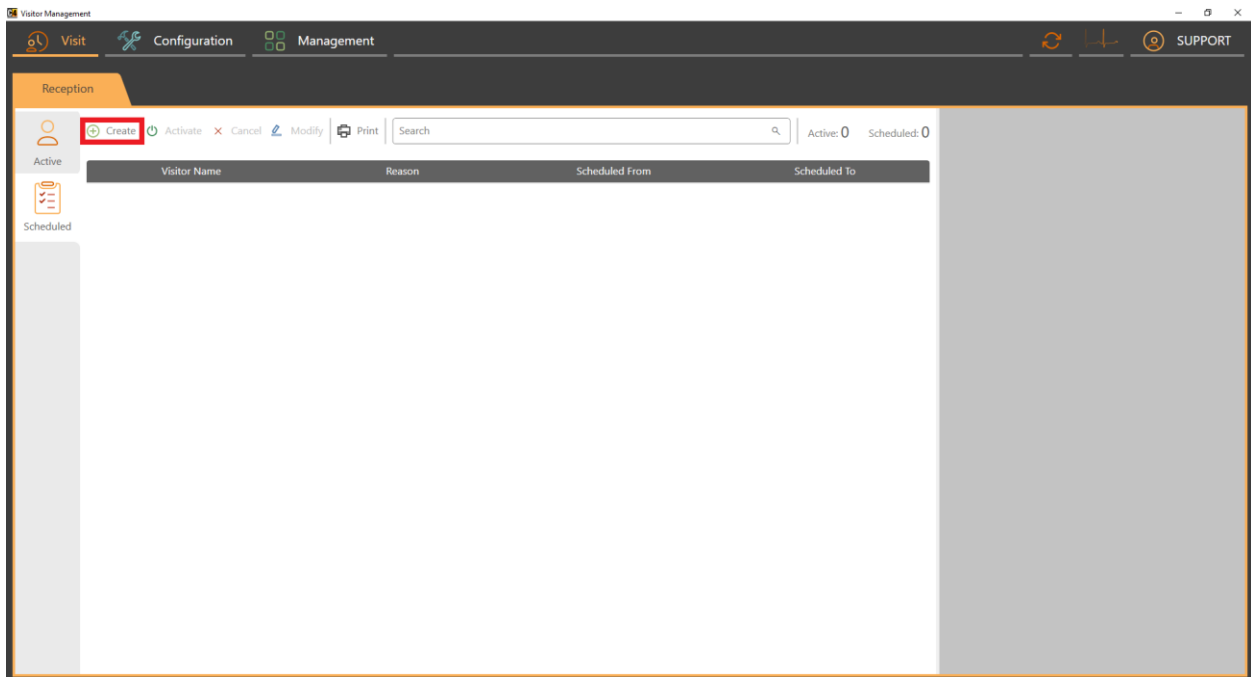 Visitor Management
Visit Configuration Management SUPPORT
Reception
Create Activate Cancel Modify Print Search Active: 0 Scheduled: 0
Active
Visitor Name Reason Scheduled From Scheduled To
Scheduled